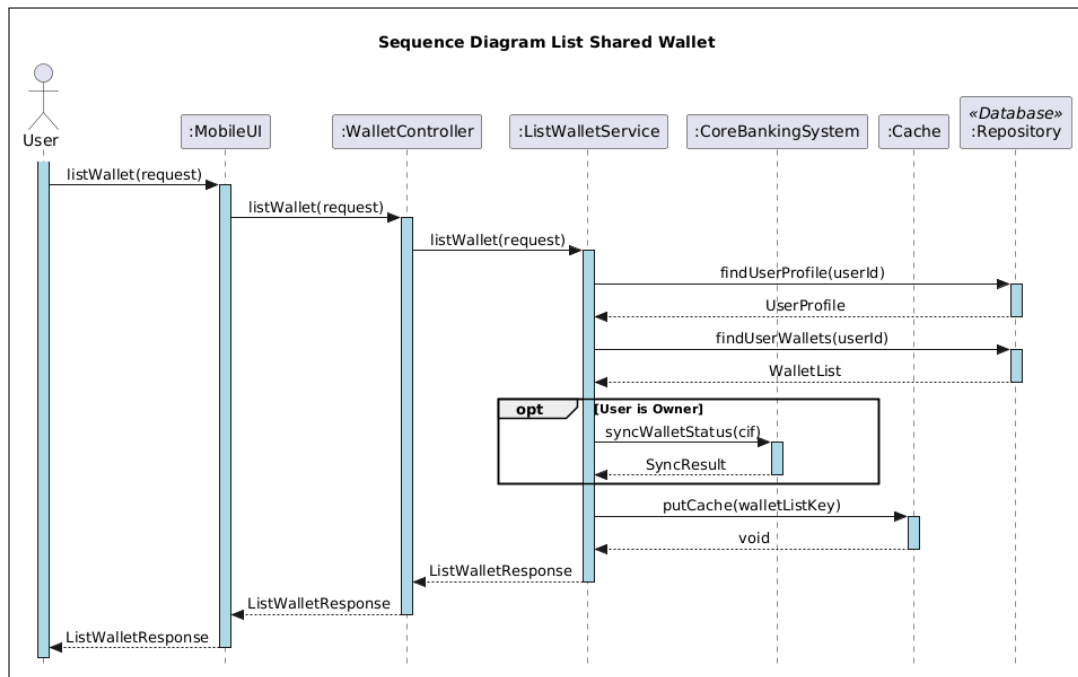 Sequence Diagram List Shared Wallet
User
:MobileUI
:WalletController
:ListWalletService
:CoreBankingSystem
:Cache
«Database»
:Repository
listWallet(request)
listWallet(request)
listWallet(request)
findUserProfile(userId)
UserProfile
findUserWallets(userId)
WalletList
opt
[User is Owner]
syncWalletStatus(cif)
SyncResult
putCache(walletListKey)
void
ListWalletResponse
ListWalletResponse
ListWalletResponse